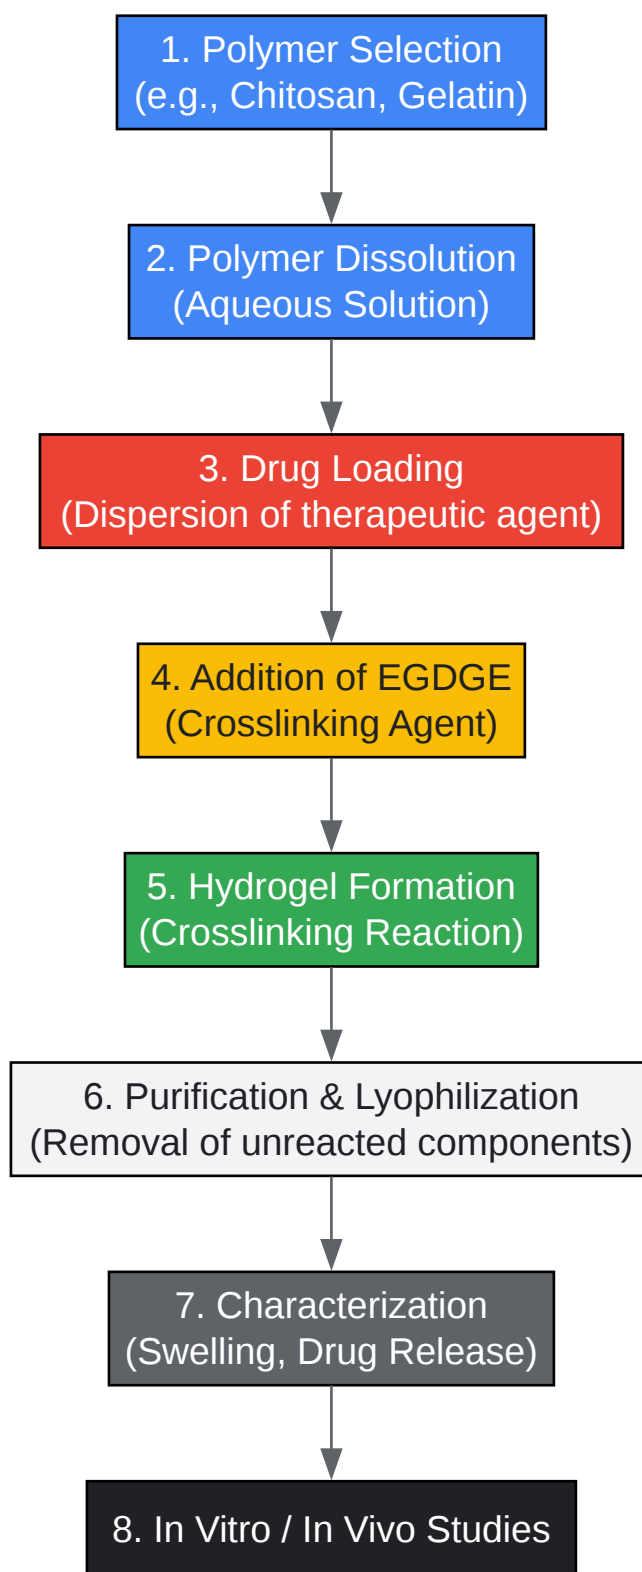 1. Polymer Selection
(e.g., Chitosan, Gelatin)
2. Polymer Dissolution
(Aqueous Solution)
3. Drug Loading
(Dispersion of therapeutic agent)
4. Addition of EGDGE
(Crosslinking Agent)
5. Hydrogel Formation
(Crosslinking Reaction)
6. Purification & Lyophilization
(Removal of unreacted components)
7. Characterization
(Swelling, Drug Release)
8. In Vitro / In Vivo Studies